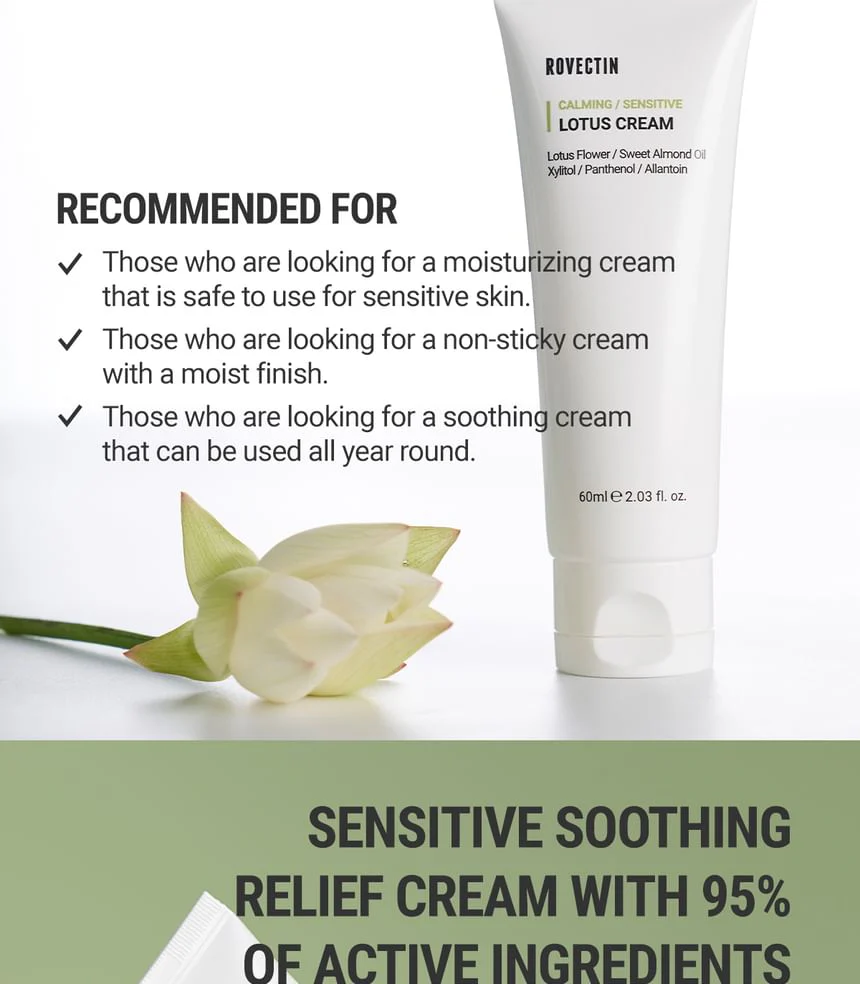 ROVECTIN
CALMING / SENSITIVE
LOTUS CREAM
Lotus Flower / Sweet Almond Oil
Xylitol / Panthenol / Allantoin
RECOMMENDED FOR
Those who are looking for a moisturizing cream
that is safe to use for sensitive skin.
Those who are looking for a non-sticky cream
with a moist finish.
Those who are looking for a soothing cream
that can be used all year round.
60ml ℮ 2.03 fl. oz.
SENSITIVE SOOTHING
RELIEF CREAM WITH 95%
OF ACTIVE INGREDIENTS